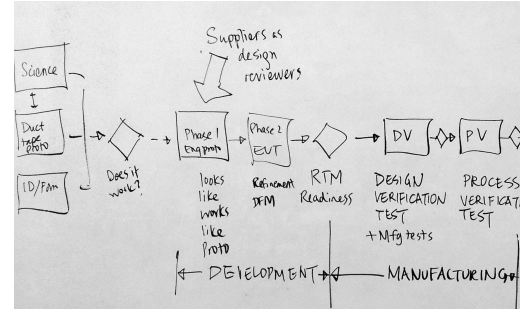 Suppliers as
design
reviewers
Science
Duct
tape
proto
ID/Fdn
Does it
work?
Phase 1
Eng proto
looks
like
works
like
Proto
Phase 2
EVT
Refinement
DFM
RTM
Readiness
DV
DESIGN
VERIFICATION
TEST
+ Mfg tests
PV
PROCESS
VERIFICAT
TEST
DEVELOPMENT
MANUFACTURING